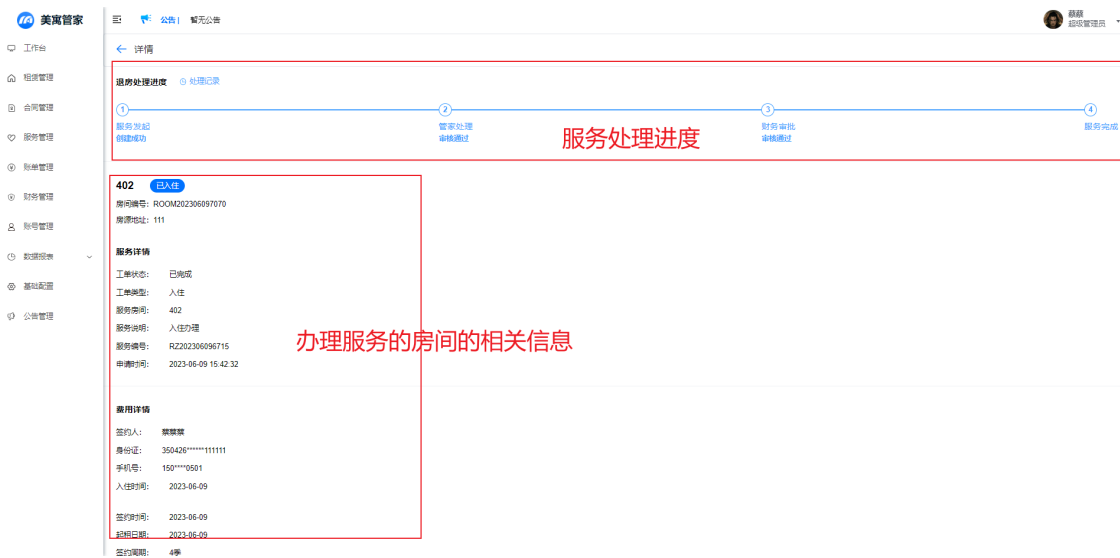 美寓管家
公告 |
暂无公告
蔡蔡
超级管理员
工作台
租赁管理
合同管理
服务管理
账单管理
财务管理
账号管理
数据报表
基础配置
公告管理
详情
退房处理进度
处理记录
1
2
3
4
服务发起
管家处理
财务审批
服务完成
创建成功
审核通过
审核通过
服务处理进度
402
已入住
房间编号: ROOM202306097070
房源地址: 111
服务详情
工单状态: 已完成
工单类型: 入住
服务房间: 402
服务说明: 入住办理
服务编号: RZ202306096715
申请时间: 2023-06-09 15:42:32
办理服务的房间的相关信息
费用详情
签约人: 蔡蔡蔡
身份证: 350426******111111
手机号: 150****0501
入住时间: 2023-06-09
签约时间: 2023-06-09
起租日期: 2023-06-09
签约周期: 4季